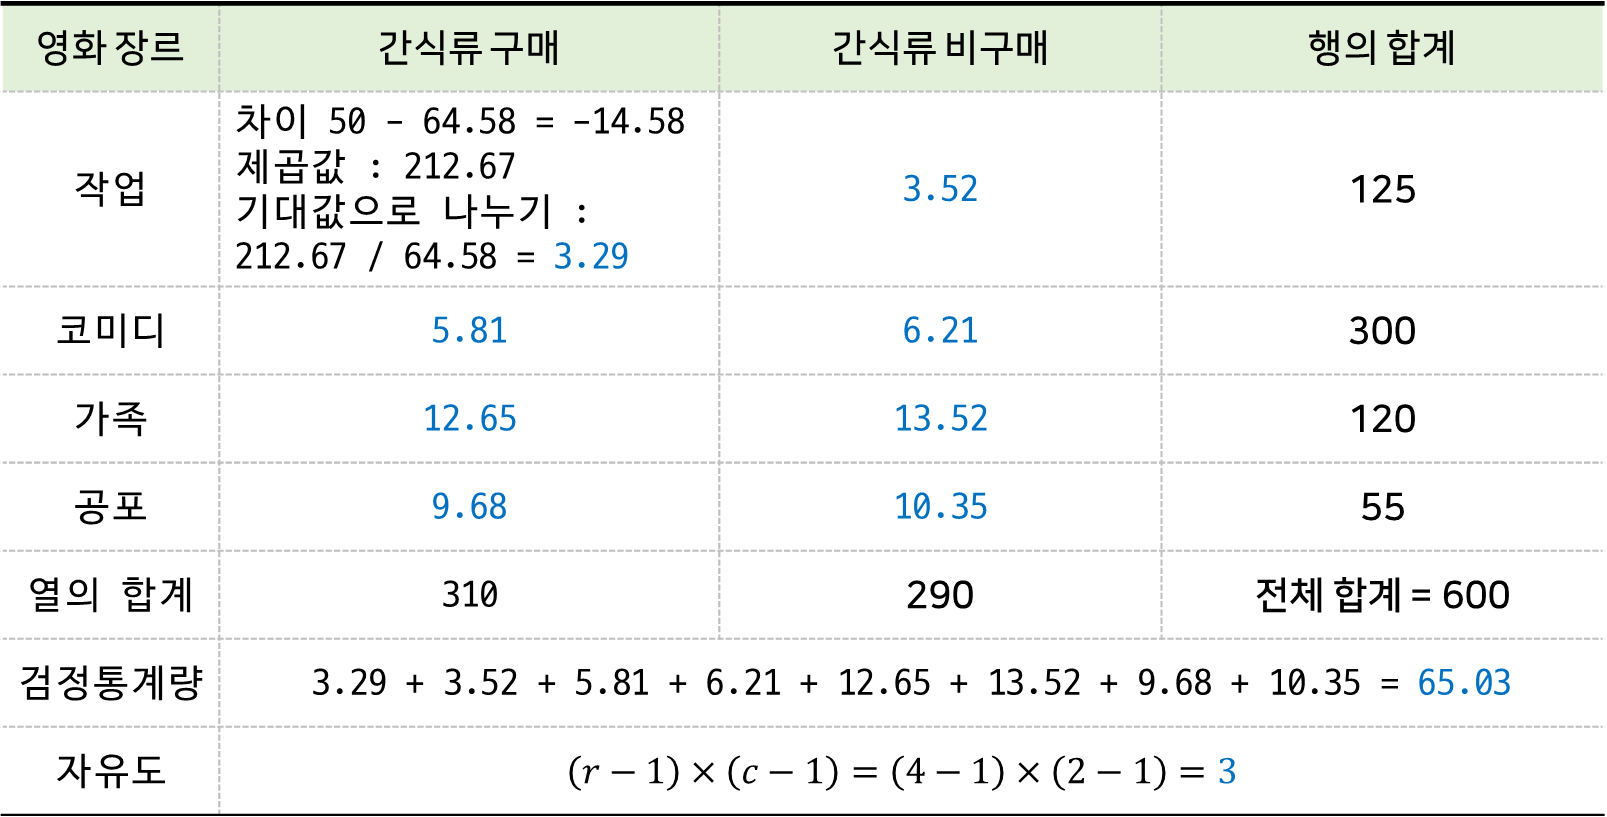 영화 장르 간식류 구매 간식류 비구매 행의 합계
작업
차이 50 - 64.58 = -14.58
제곱값 : 212.67
기대값으로 나누기 :
212.67 / 64.58 = 3.29
3.52 125
코미디 5.81 6.21 300
가족 12.65 13.52 120
공포 9.68 10.35 55
열의 합계 310 290 전체 합계 = 600
검정통계량 3.29 + 3.52 + 5.81 + 6.21 + 12.65 + 13.52 + 9.68 + 10.35 = 65.03
자유도 (r − 1) × (c − 1) = (4 − 1) × (2 − 1) = 3